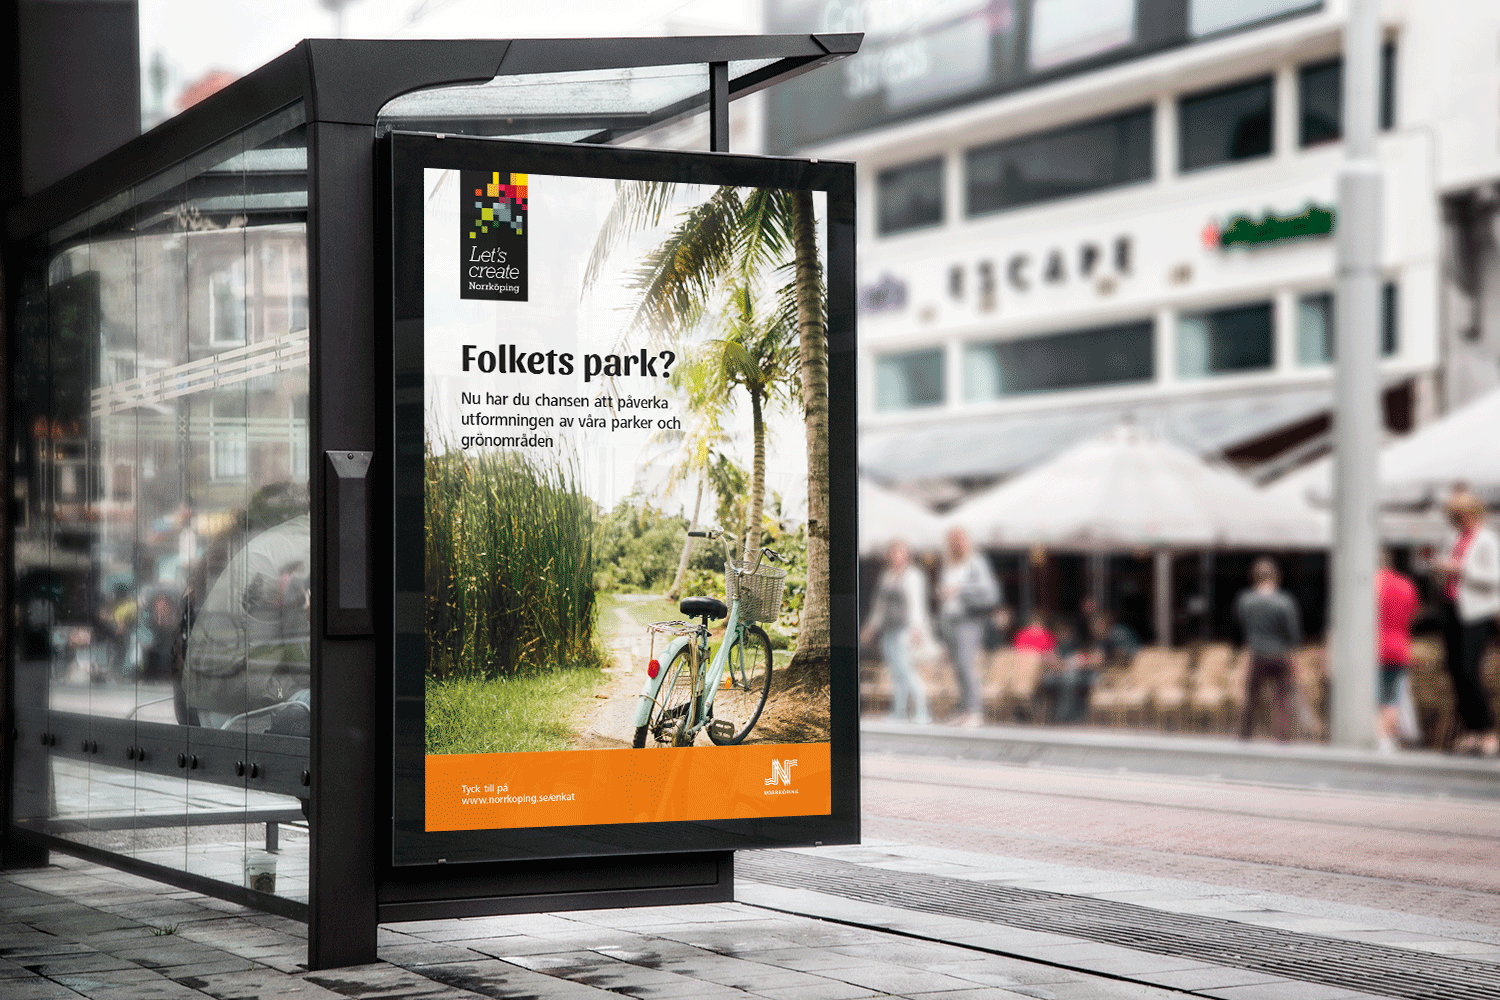 Let's
create
Norrköping
Folkets park?
Nu har du chansen att påverka
utformningen av våra parker och
grönområden
Tyck till på
www.norrkoping.se/enkat
NORRKÖPING
ESCAPE